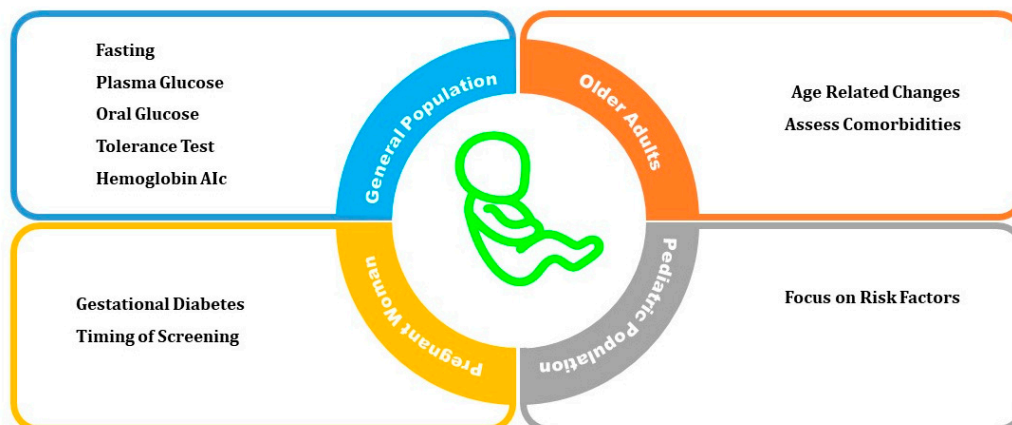 Fasting
Plasma Glucose
Oral Glucose
Tolerance Test
Hemoglobin AIc
General Population
Older Adults
Age Related Changes
Assess Comorbidities
Gestational Diabetes
Timing of Screening
Pregnant Woman
Pediatric Population
Focus on Risk Factors